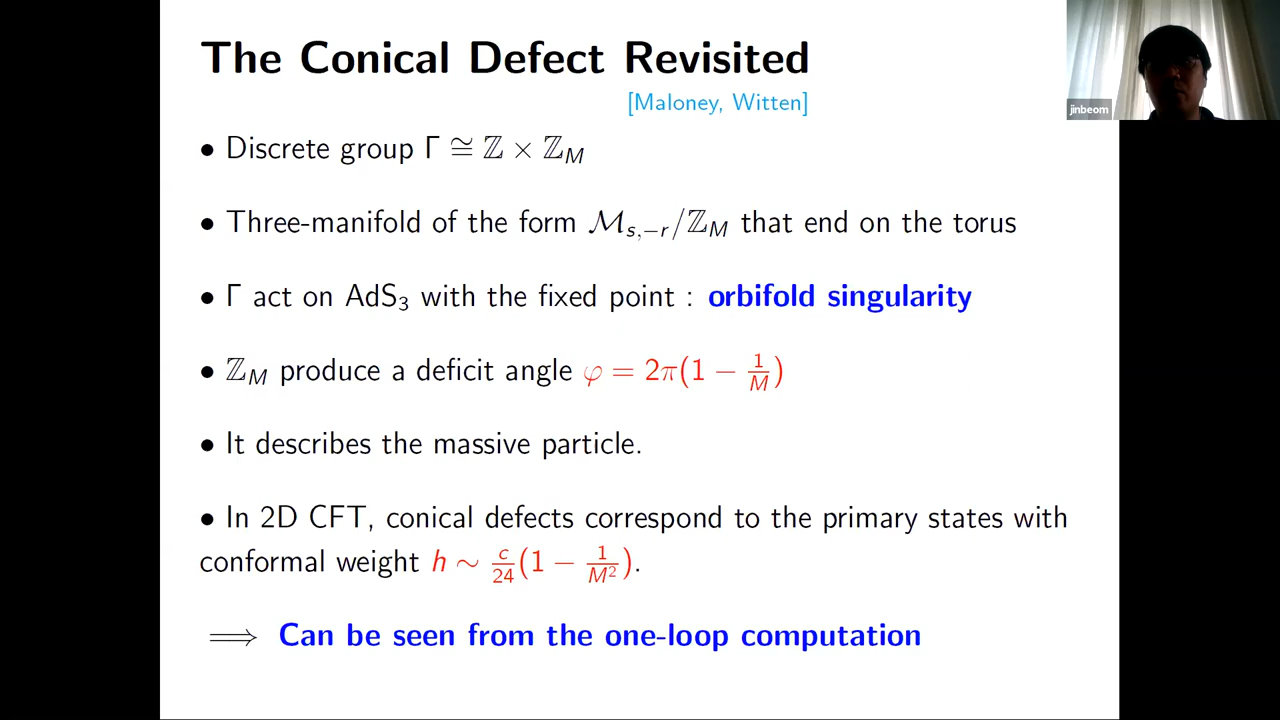 The Conical Defect Revisited
[Maloney, Witten]
jinbeom
• Discrete group Γ ≅ ℤ × ℤ_M
• Three-manifold of the form ℳ_{s,−r}/ℤ_M that end on the torus
• Γ act on AdS₃ with the fixed point : orbifold singularity
• ℤ_M produce a deficit angle φ = 2π(1 − 1/M)
• It describes the massive particle.
• In 2D CFT, conical defects correspond to the primary states with
conformal weight h ∼ c/24(1 − 1/M²).
⟹ Can be seen from the one-loop computation